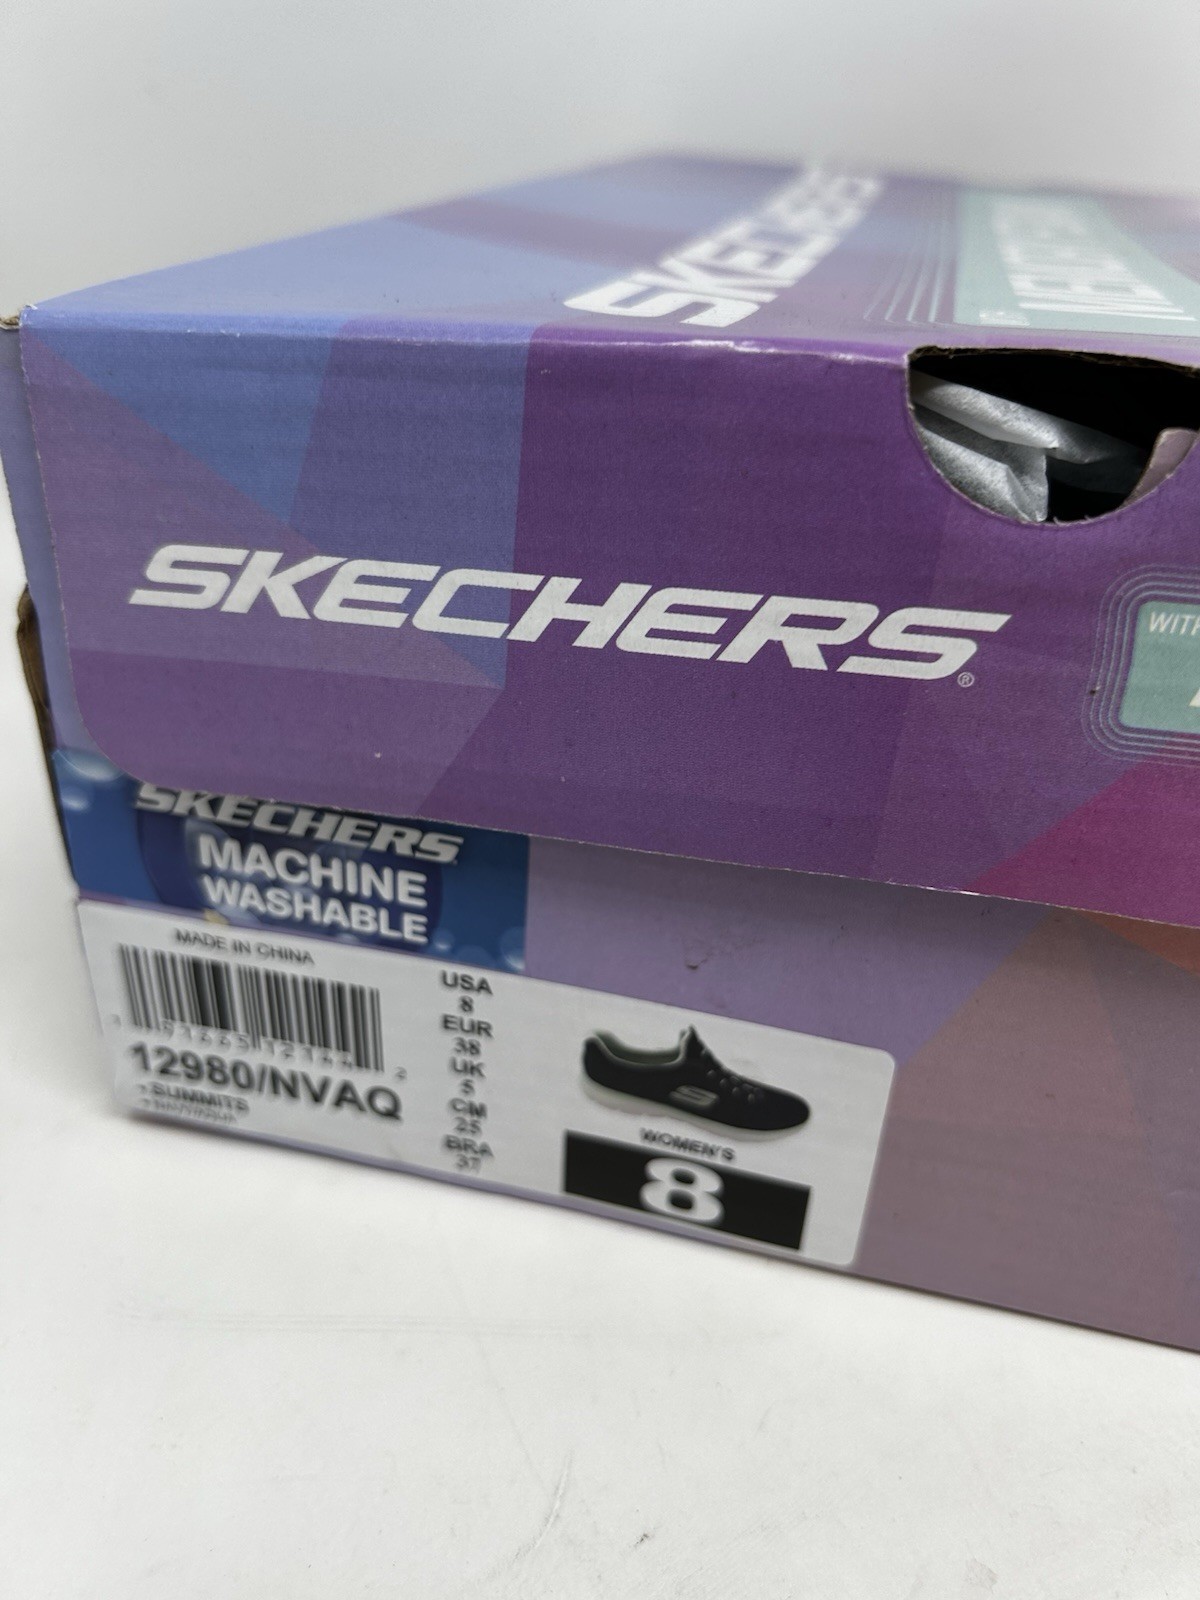 SKECHERS
SKECHERS®
WITH
SKECHERS
MACHINE
WASHABLE
MADE IN CHINA
12980/NVAQ
*SUMMITS
USA
8
EUR
38
UK
5
CM
25
BRA
37
WOMEN'S
8